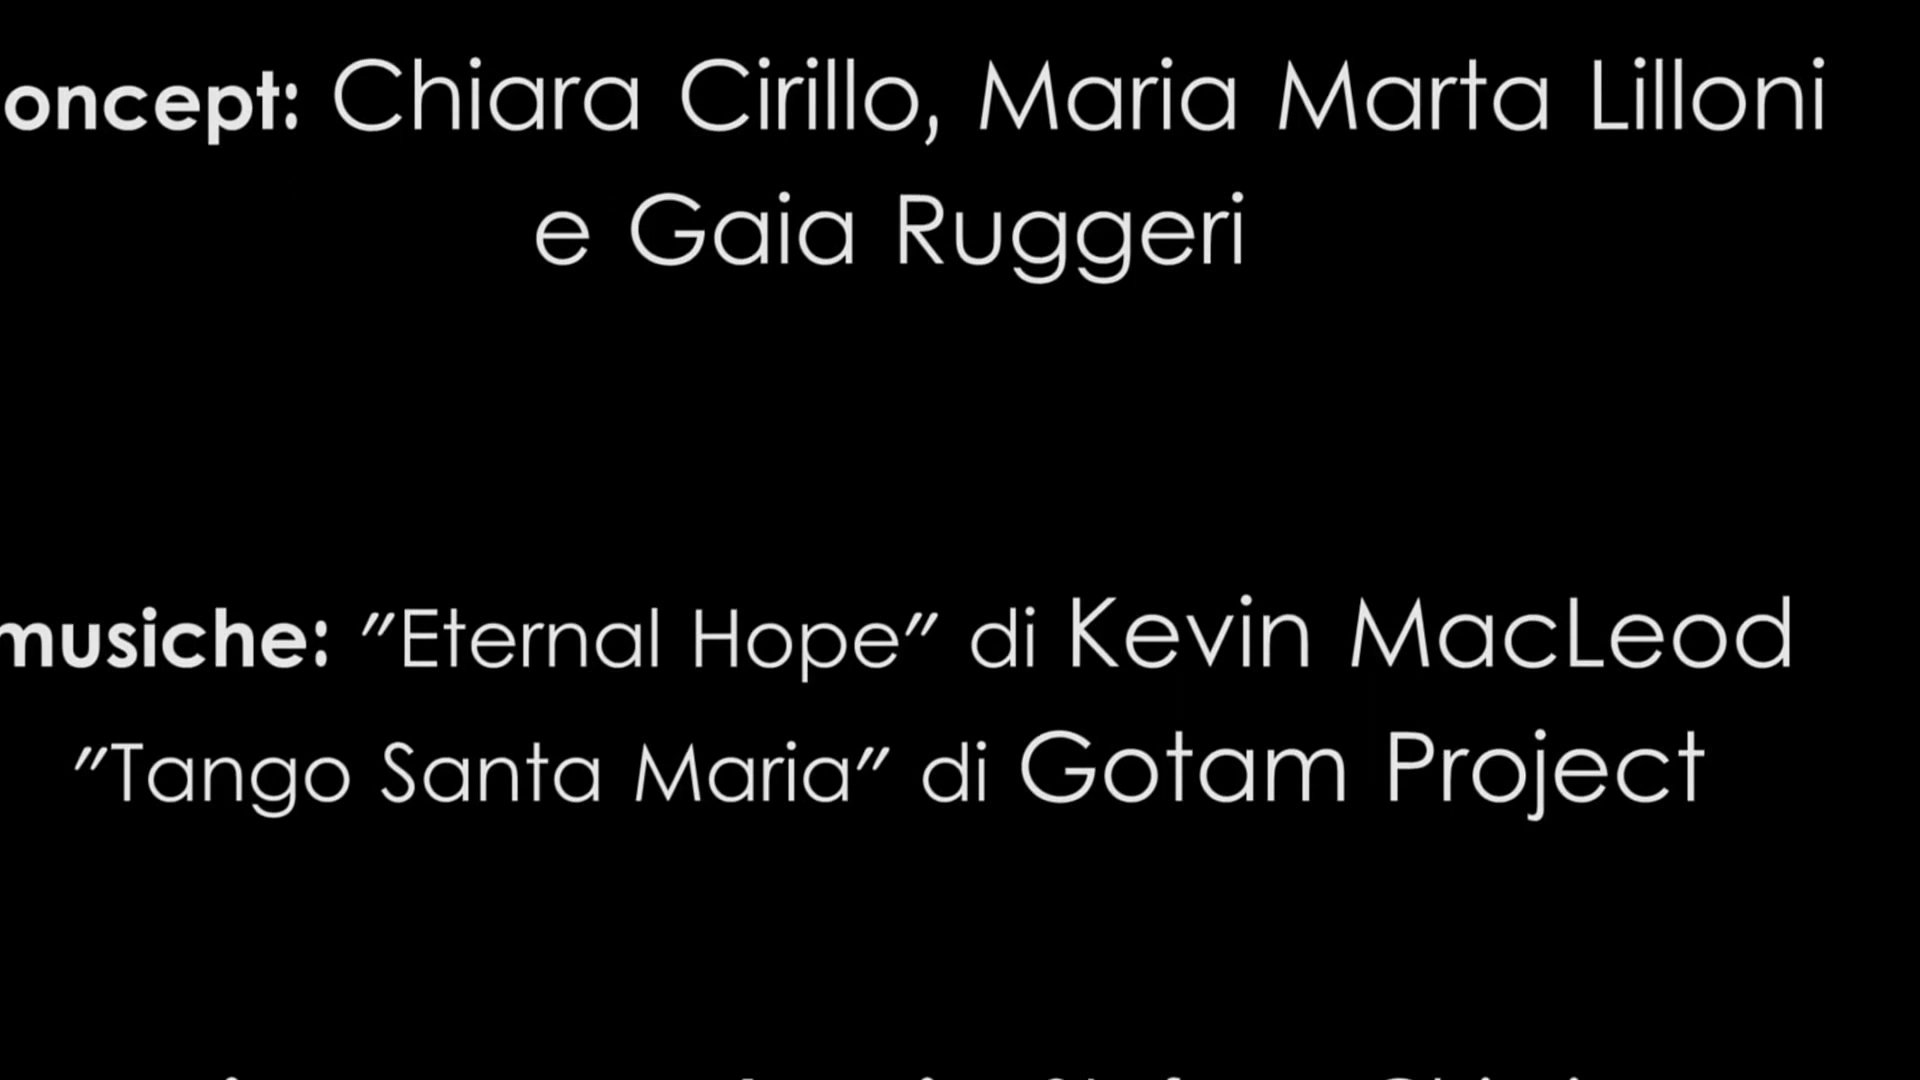 oncept: Chiara Cirillo, Maria Marta Lilloni
e Gaia Ruggeri
musiche: "Eternal Hope" di Kevin MacLeod
"Tango Santa Maria" di Gotam Project